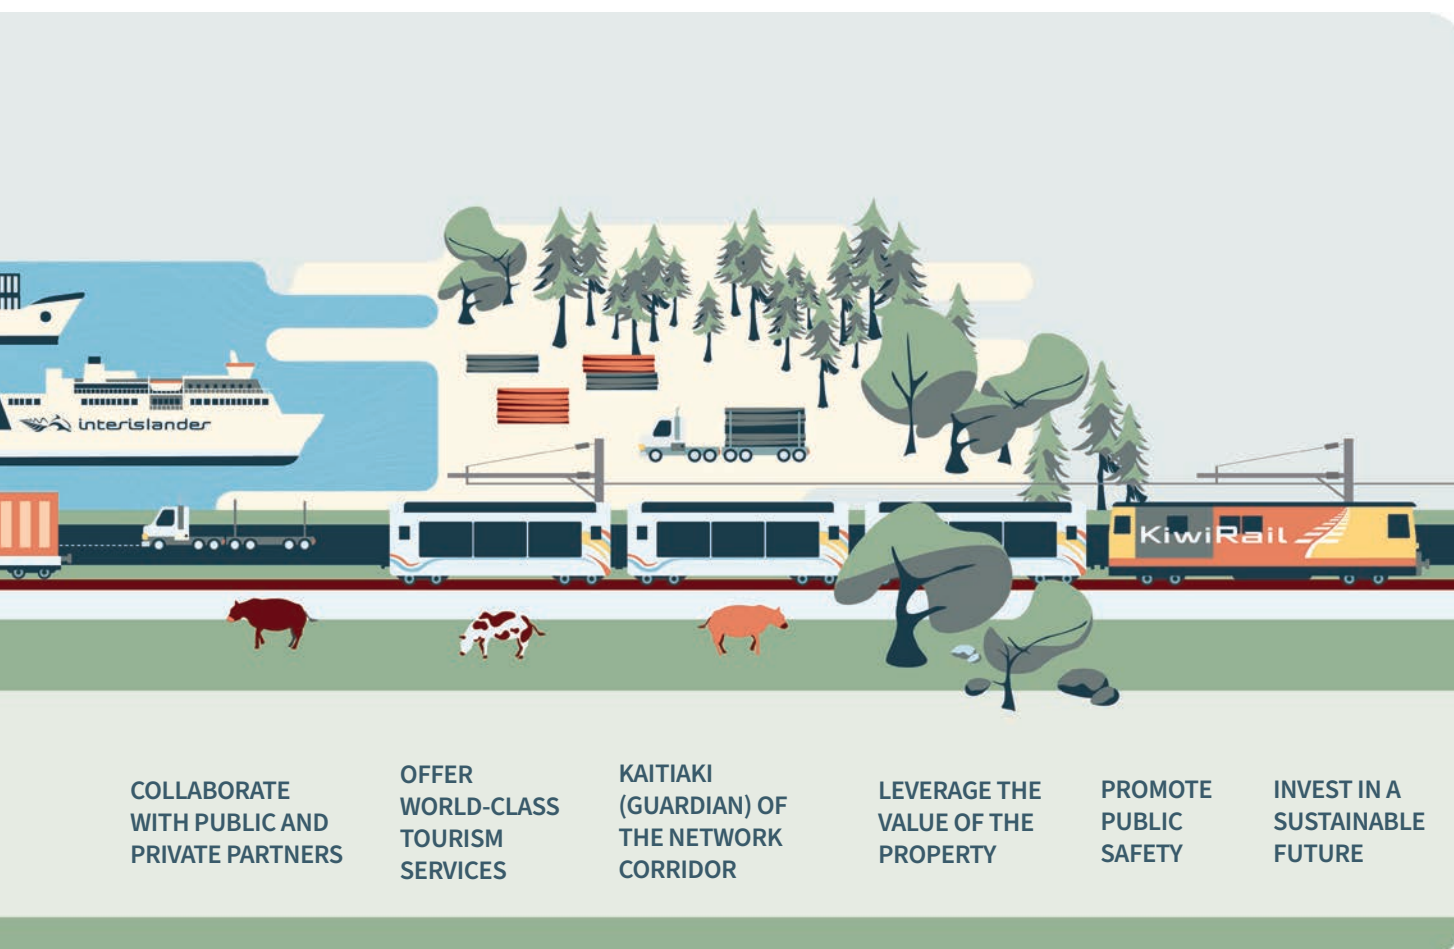 interislander
KiwiRail
COLLABORATE
WITH PUBLIC AND
PRIVATE PARTNERS
OFFER
WORLD-CLASS
TOURISM
SERVICES
KAITIAKI
(GUARDIAN) OF
THE NETWORK
CORRIDOR
LEVERAGE THE
VALUE OF THE
PROPERTY
PROMOTE
PUBLIC
SAFETY
INVEST IN A
SUSTAINABLE
FUTURE